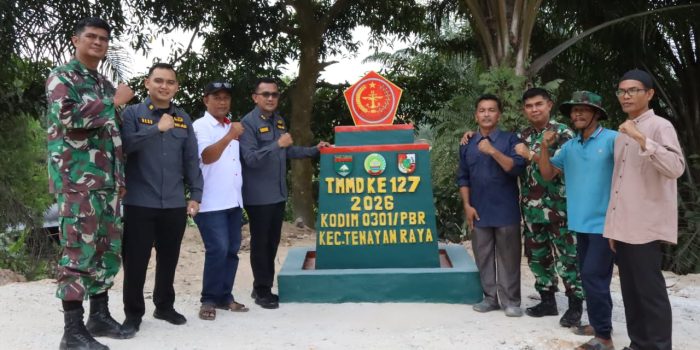 TMMD KE 127
2026
KODIM 0301/PBR
KEC.TENAYAN RAYA